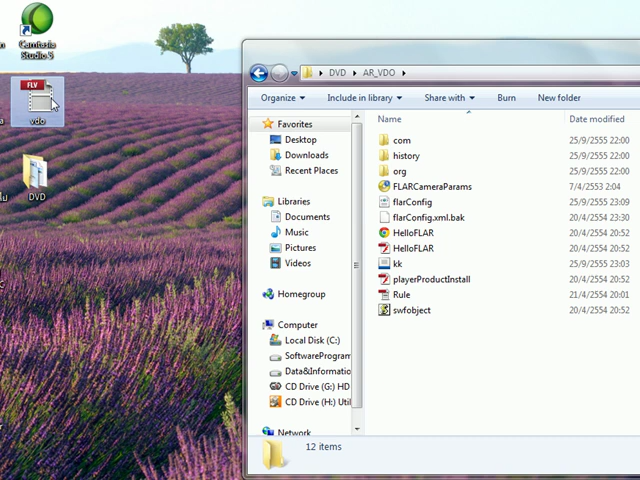 Camtasia
Studio 8
FLV
vdo
DVD
DVD AR_VDO
Organize Include in library Share with Burn New folder
Name Date modified
Favorites
Desktop
Downloads
Recent Places
Libraries
Documents
Music
Pictures
Videos
Homegroup
Computer
Local Disk (C:)
SoftwareProgram
Data&Informatio
CD Drive (G:) HD
CD Drive (H:) Util
Network
com 25/9/2555 22:00
history 25/9/2555 22:00
org 25/9/2555 22:00
FLARCameraParams 7/4/2553 2:04
flarConfig 25/9/2555 23:09
flarConfig.xml.bak 20/4/2554 23:30
HelloFLAR 20/4/2554 20:52
HelloFLAR 20/4/2554 20:52
kk 25/9/2555 23:03
playerProductInstall 20/4/2554 20:52
Rule 21/4/2554 20:01
swfobject 20/4/2554 20:52
12 items